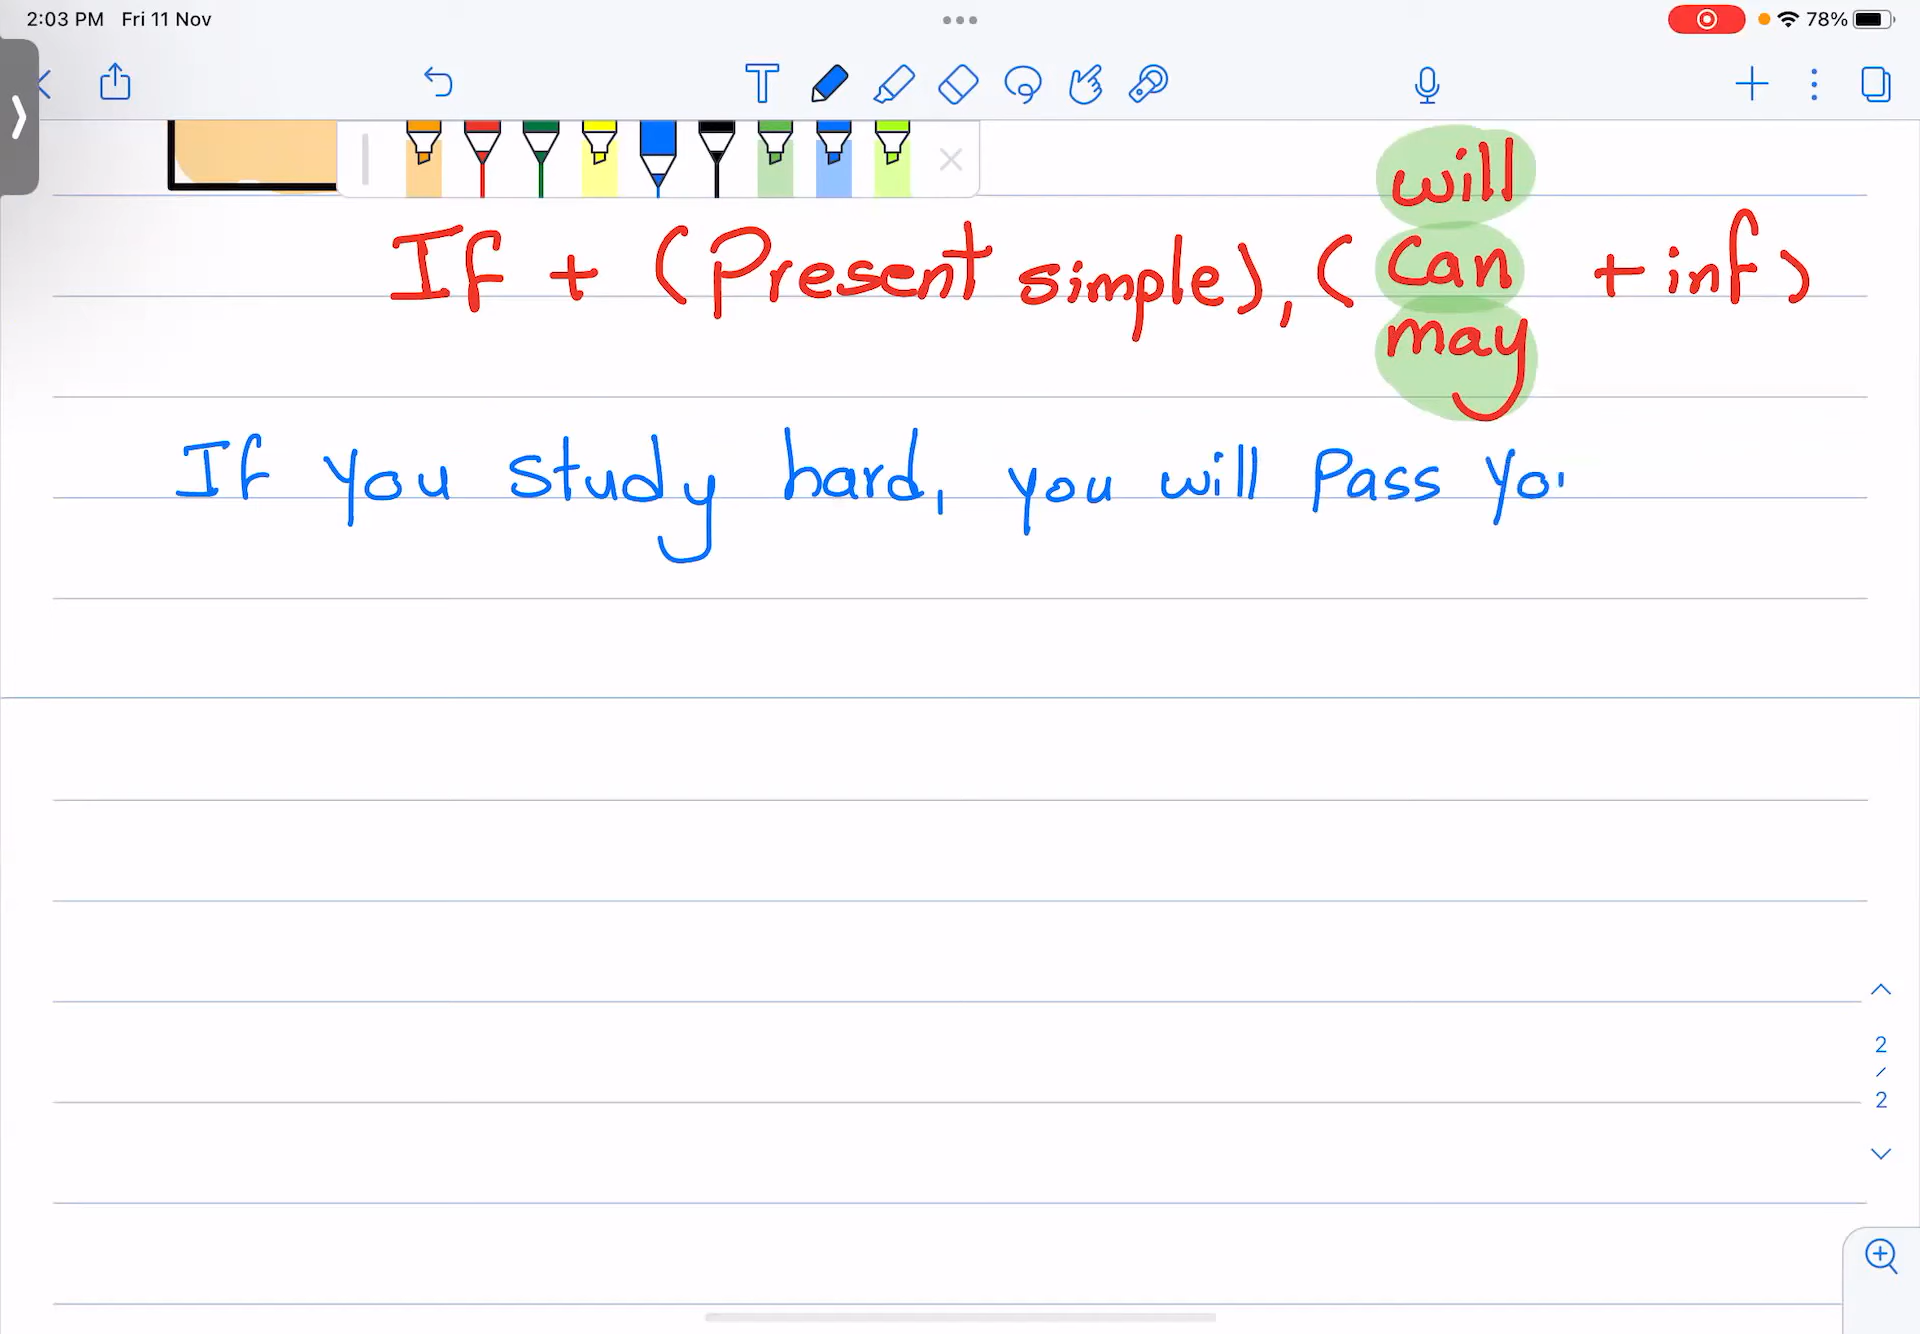 2:03 PM Fri 11 Nov
78%
will
If + (Present simple), ( Can + inf )
may
If you study hard, you will Pass yo
2
/
2